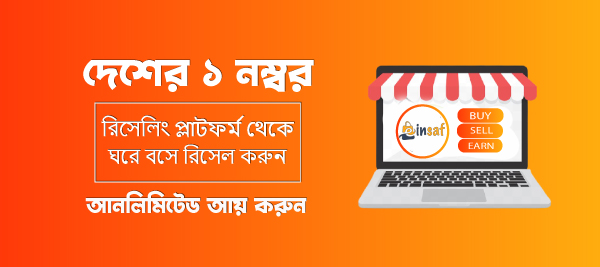 দেশের ১ নম্বর
রিসেলিং প্লাটফর্ম থেকে
ঘরে বসে রিসেল করুন
আনলিমিটেড আয় করুন
insaf
BUY
SELL
EARN